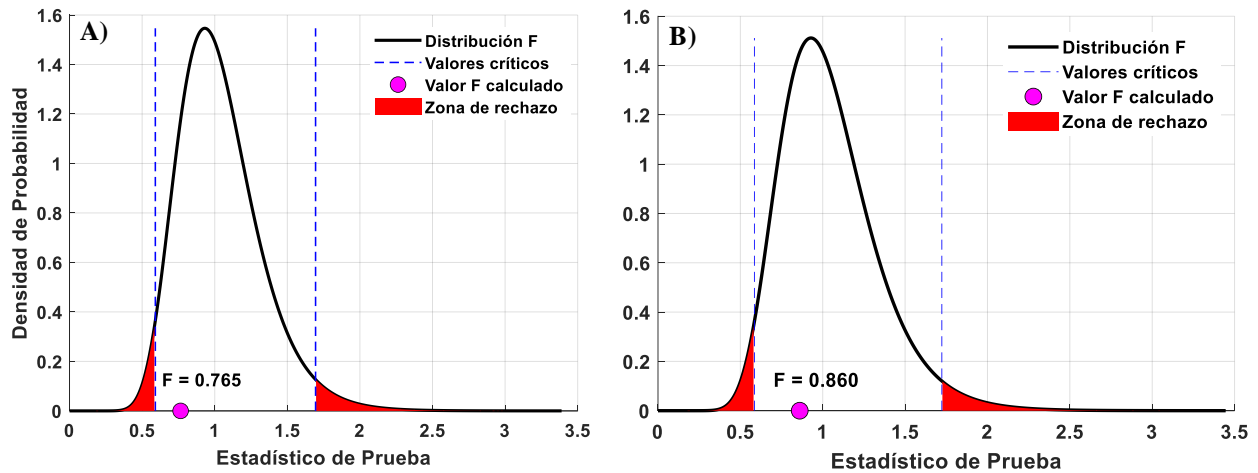 A)
Distribución F
Valores críticos
Valor F calculado
Zona de rechazo
F = 0.765
Densidad de Probabilidad
1.6
1.4
1.2
1
0.8
0.6
0.4
0.2
0
0 0.5 1 1.5 2 2.5 3 3.5
Estadístico de Prueba
B)
Distribución F
Valores críticos
Valor F calculado
Zona de rechazo
F = 0.860
1.6
1.4
1.2
1
0.8
0.6
0.4
0.2
0
0 0.5 1 1.5 2 2.5 3 3.5
Estadístico de Prueba